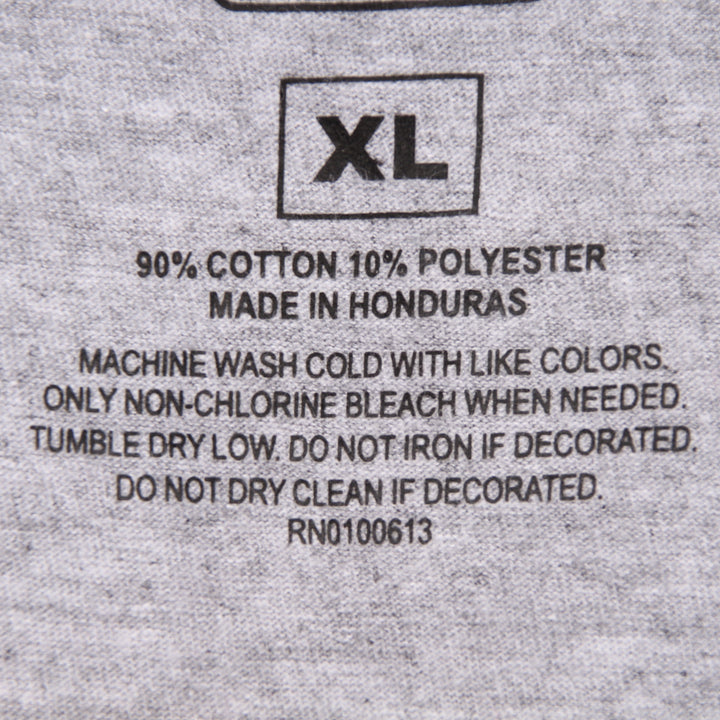 XL
90% COTTON 10% POLYESTER
MADE IN HONDURAS
MACHINE WASH COLD WITH LIKE COLORS.
ONLY NON-CHLORINE BLEACH WHEN NEEDED.
TUMBLE DRY LOW. DO NOT IRON IF DECORATED.
DO NOT DRY CLEAN IF DECORATED.
RN0100613